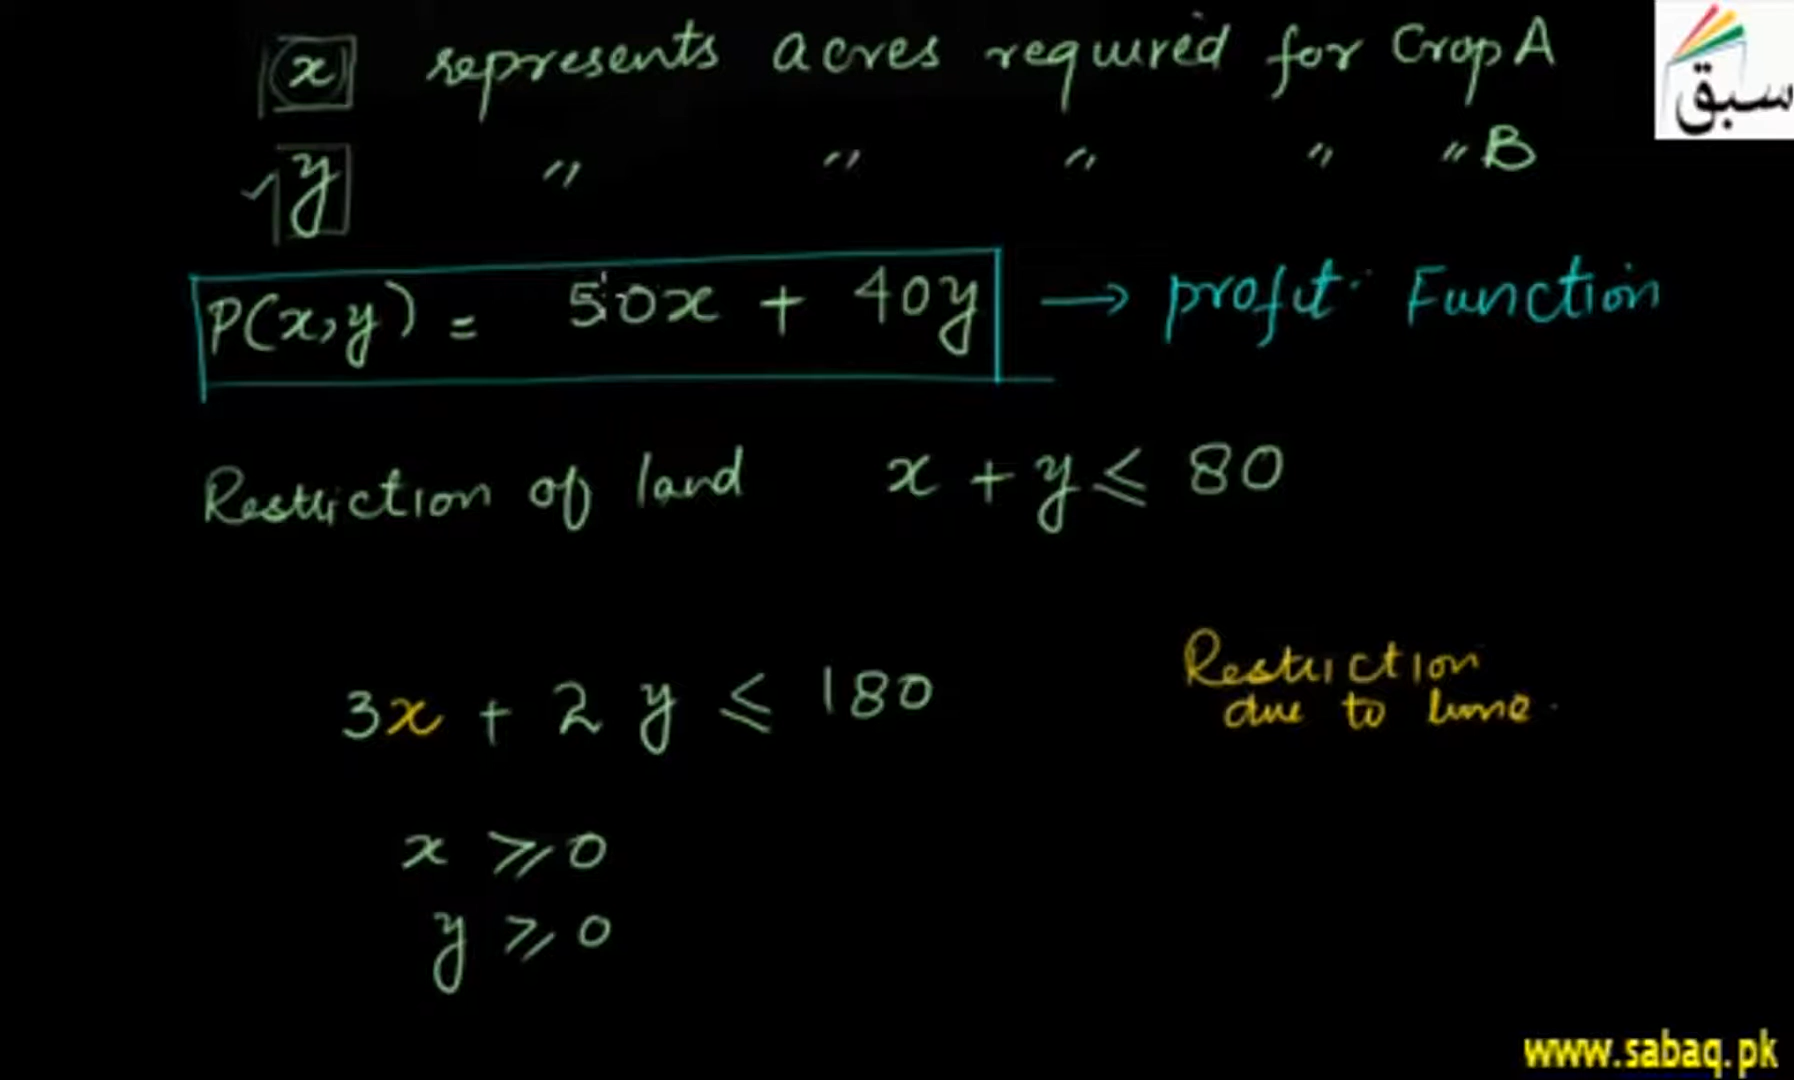 x represents acres required for Crop A
سبق
y " " " " " B
P(x,y) = 50x + 40y → profit Function
Restriction of land x + y ⩽ 80
3x + 2y ⩽ 180 Restriction
due to time
x ⩾ 0
y ⩾ 0
www.sabaq.pk